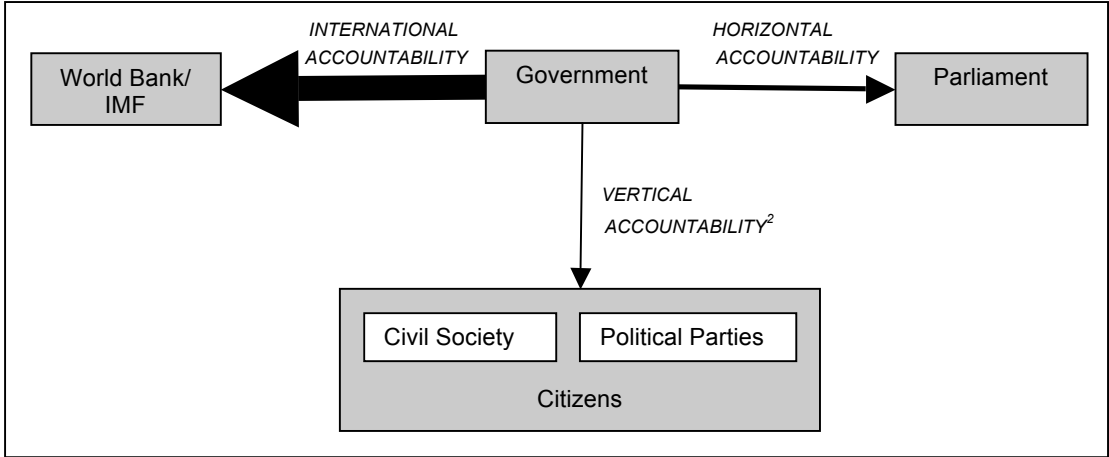 INTERNATIONAL
ACCOUNTABILITY
HORIZONTAL
ACCOUNTABILITY
World Bank/
IMF
Government
Parliament
VERTICAL
ACCOUNTABILITY²
Civil Society
Political Parties
Citizens